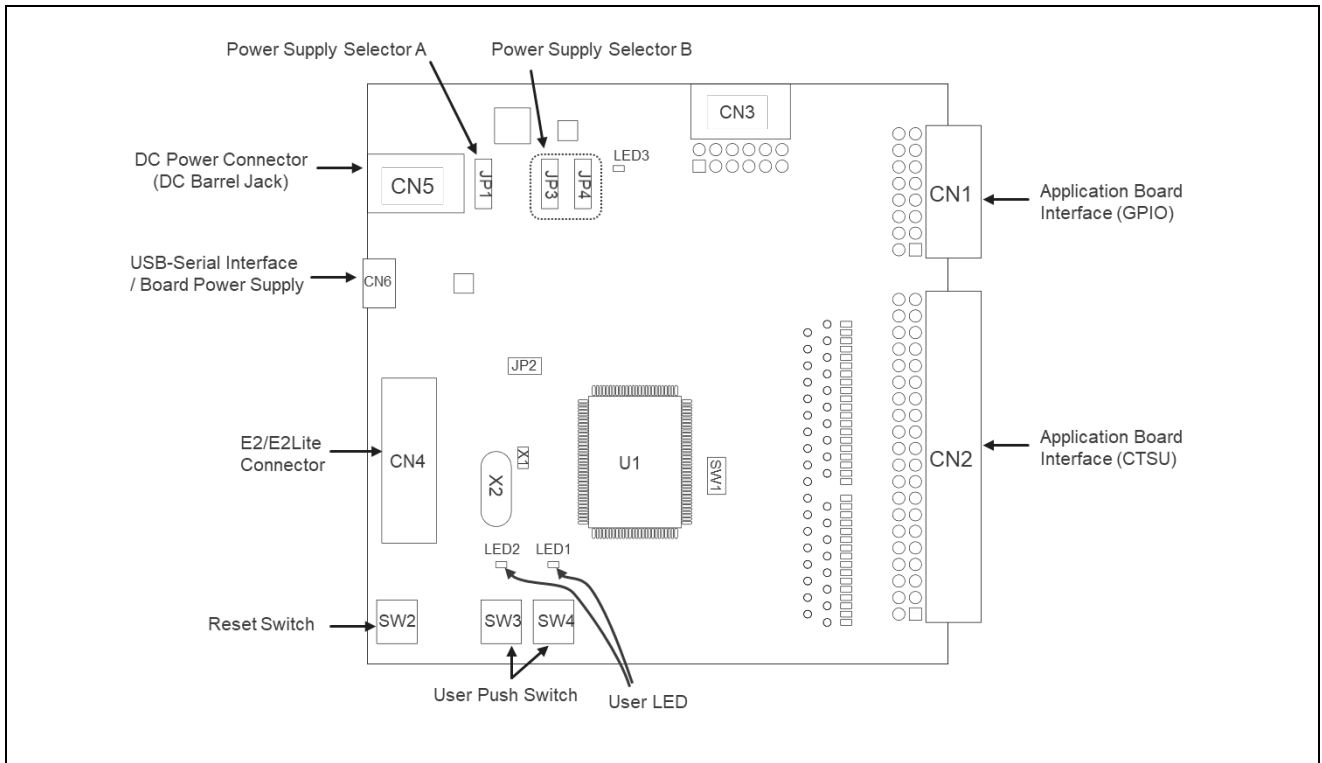 Power Supply Selector A
Power Supply Selector B
CN3
LED3
DC Power Connector
(DC Barrel Jack)
CN5
JP1
JP3
JP4
CN1
Application Board
Interface (GPIO)
USB-Serial Interface
/ Board Power Supply
CN6
JP2
E2/E2Lite
Connector
CN4
X2
X1
U1
SW1
CN2
Application Board
Interface (CTSU)
LED2
LED1
Reset Switch
SW2
SW3
SW4
User Push Switch
User LED